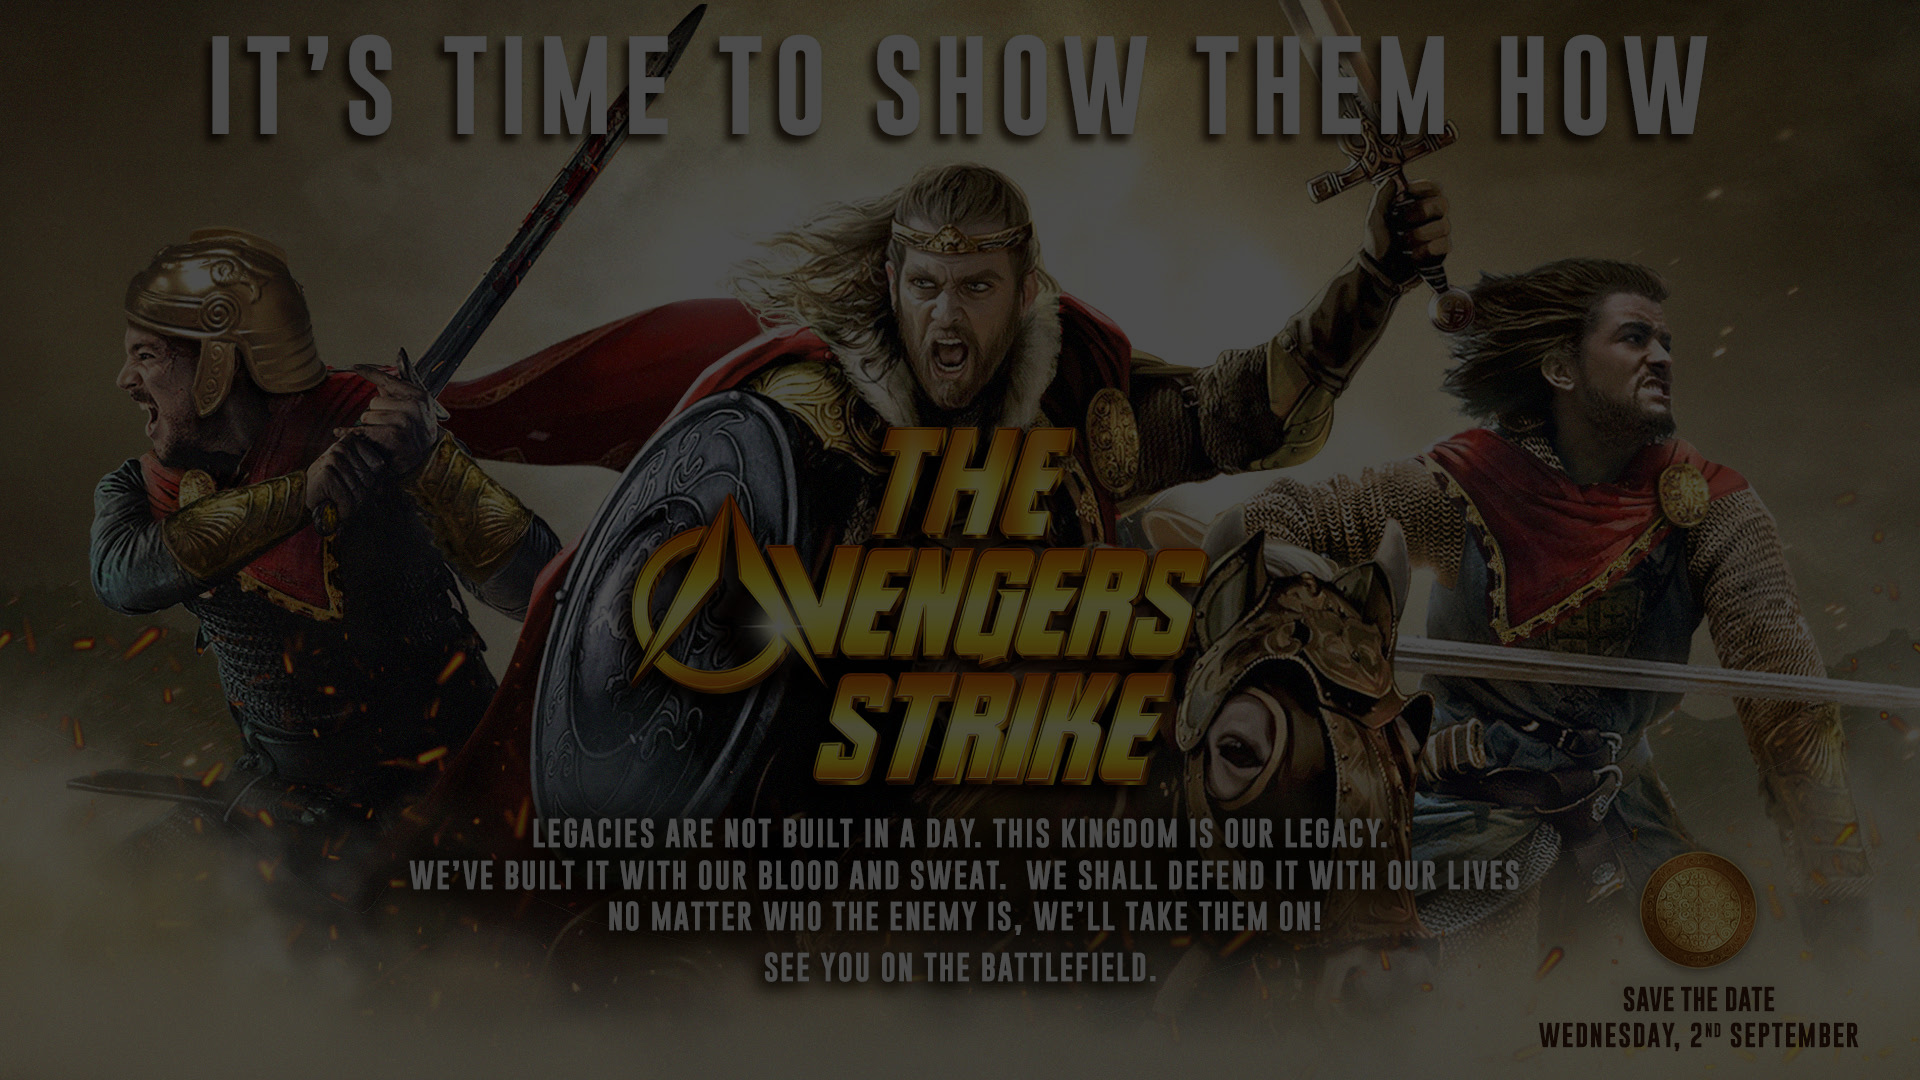 IT'S TIME TO SHOW THEM HOW
THE
AVENGERS
STRIKE
LEGACIES ARE NOT BUILT IN A DAY. THIS KINGDOM IS OUR LEGACY.
WE'VE BUILT IT WITH OUR BLOOD AND SWEAT. WE SHALL DEFEND IT WITH OUR LIVES
NO MATTER WHO THE ENEMY IS, WE'LL TAKE THEM ON!
SEE YOU ON THE BATTLEFIELD.
SAVE THE DATE
WEDNESDAY, 2ND SEPTEMBER